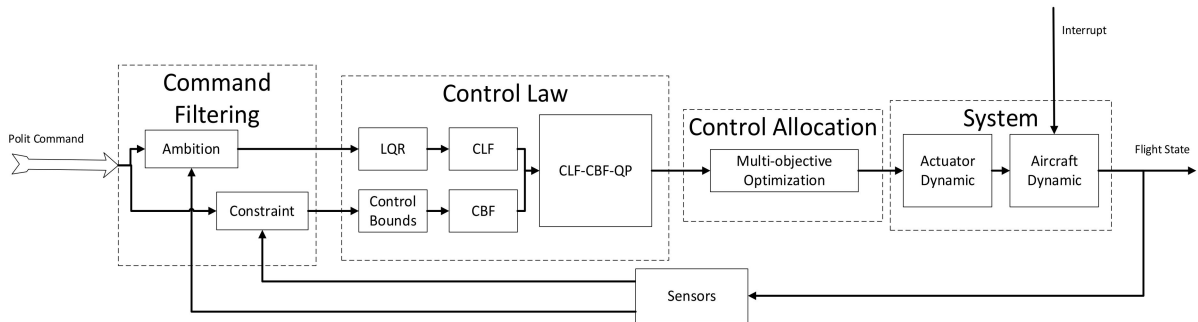 Interrupt
Command
Filtering
Control Law
Control Allocation
System
Polit Command
Ambition
LQR
CLF
CLF-CBF-QP
Multi-objective
Optimization
Actuator
Dynamic
Aircraft
Dynamic
Flight State
Constraint
Control
Bounds
CBF
Sensors